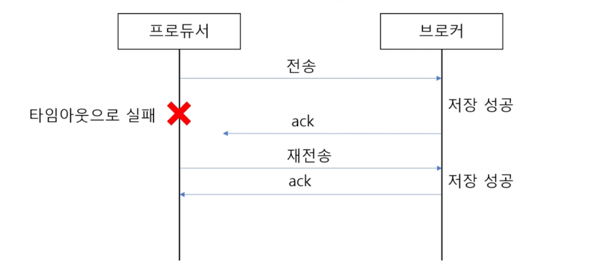 프로듀서
브로커
전송
저장 성공
타임아웃으로 실패
ack
재전송
ack
저장 성공